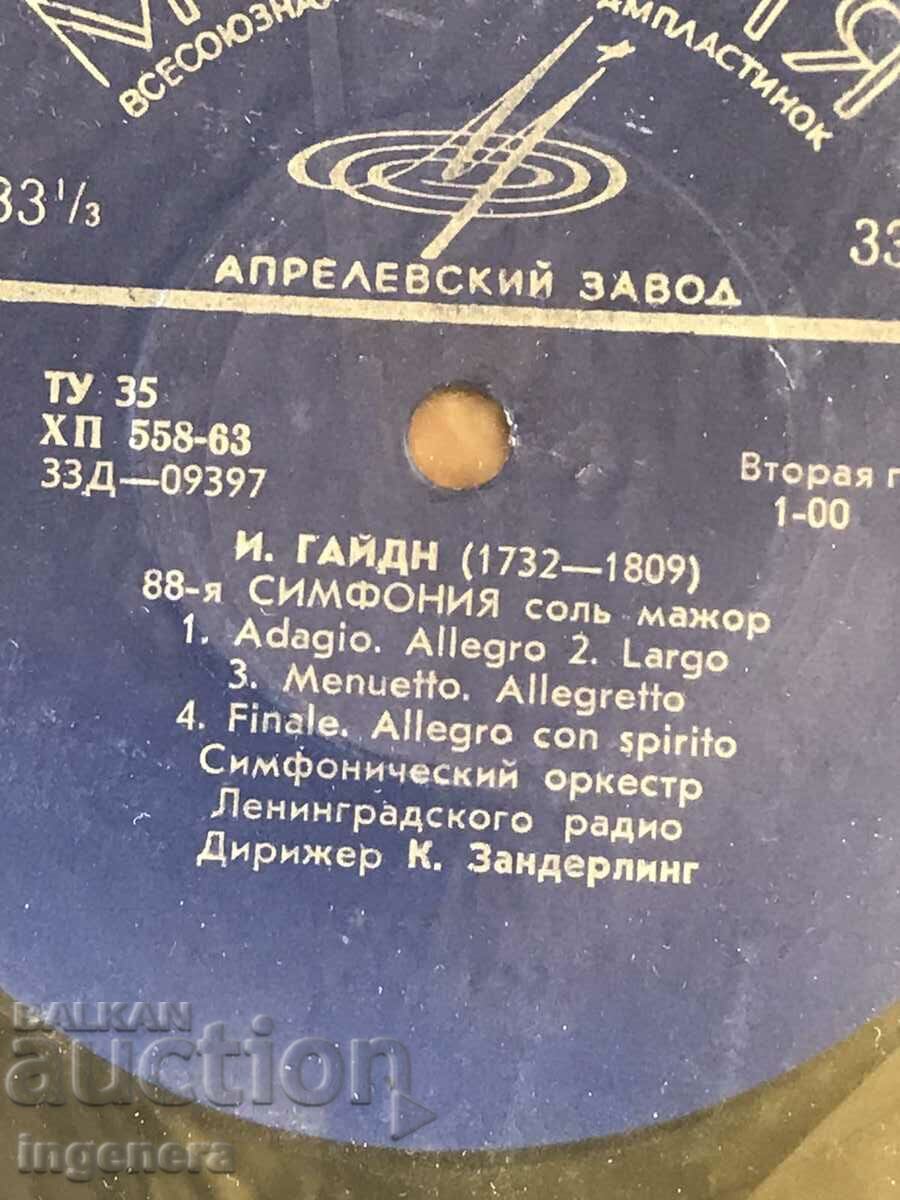 ВСЕСОЮЗНАЯ
АМПЛАСТИНОК
33 1/3
33
АПРЕЛЕВСКИЙ ЗАВОД
ТУ 35
ХП 558-63
33Д—09397
Вторая
1-00
И. ГАЙДН (1732—1809)
88-я СИМФОНИЯ соль мажор
1. Adagio. Allegro 2. Largo
3. Menuetto. Allegretto
4. Finale. Allegro con spirito
Симфонический оркестр
Ленинградского радио
Дирижер К. Зандерлинг
BALKAN
auction
ingenera